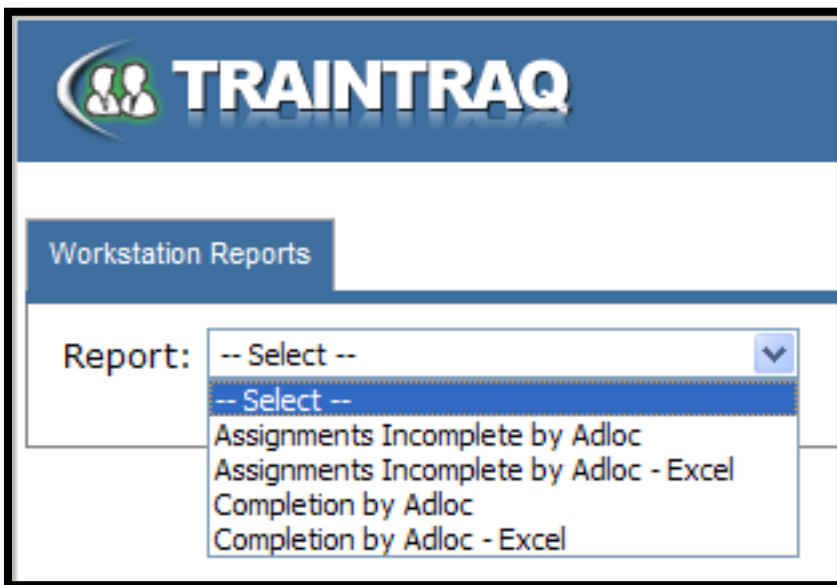 TRAINTRAQ
Workstation Reports
Report: -- Select --
-- Select --
Assignments Incomplete by Adloc
Assignments Incomplete by Adloc - Excel
Completion by Adloc
Completion by Adloc - Excel